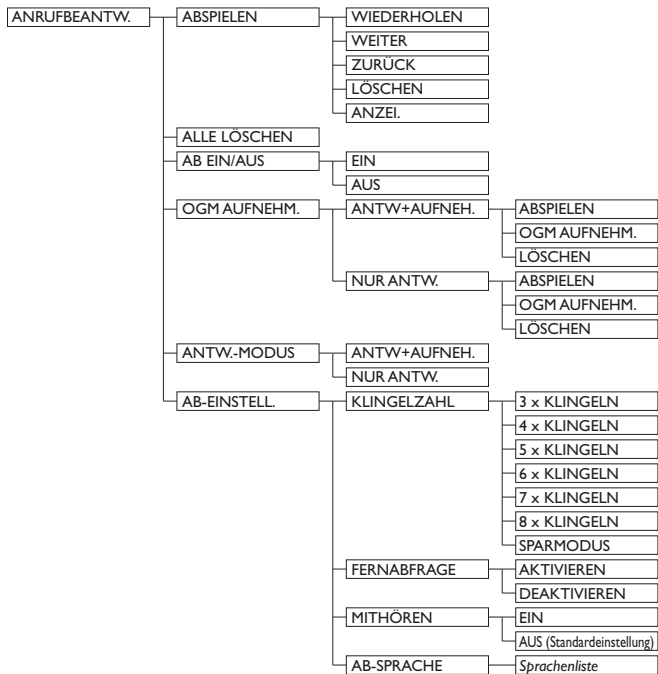 ANRUFBEANTW. ABSPIELEN WIEDERHOLEN
WEITER
ZURÜCK
LÖSCHEN
ANZEI.
ALLE LÖSCHEN
AB EIN/AUS EIN
AUS
OGM AUFNEHM. ANTW+AUFNEH. ABSPIELEN
OGM AUFNEHM.
LÖSCHEN
NUR ANTW. ABSPIELEN
OGM AUFNEHM.
LÖSCHEN
ANTW.-MODUS ANTW+AUFNEH.
NUR ANTW.
AB-EINSTELL. KLINGELZAHL 3 x KLINGELN
4 x KLINGELN
5 x KLINGELN
6 x KLINGELN
7 x KLINGELN
8 x KLINGELN
SPARMODUS
FERNABFRAGE AKTIVIEREN
DEAKTIVIEREN
MITHÖREN EIN
AUS (Standardeinstellung)
AB-SPRACHE Sprachenliste